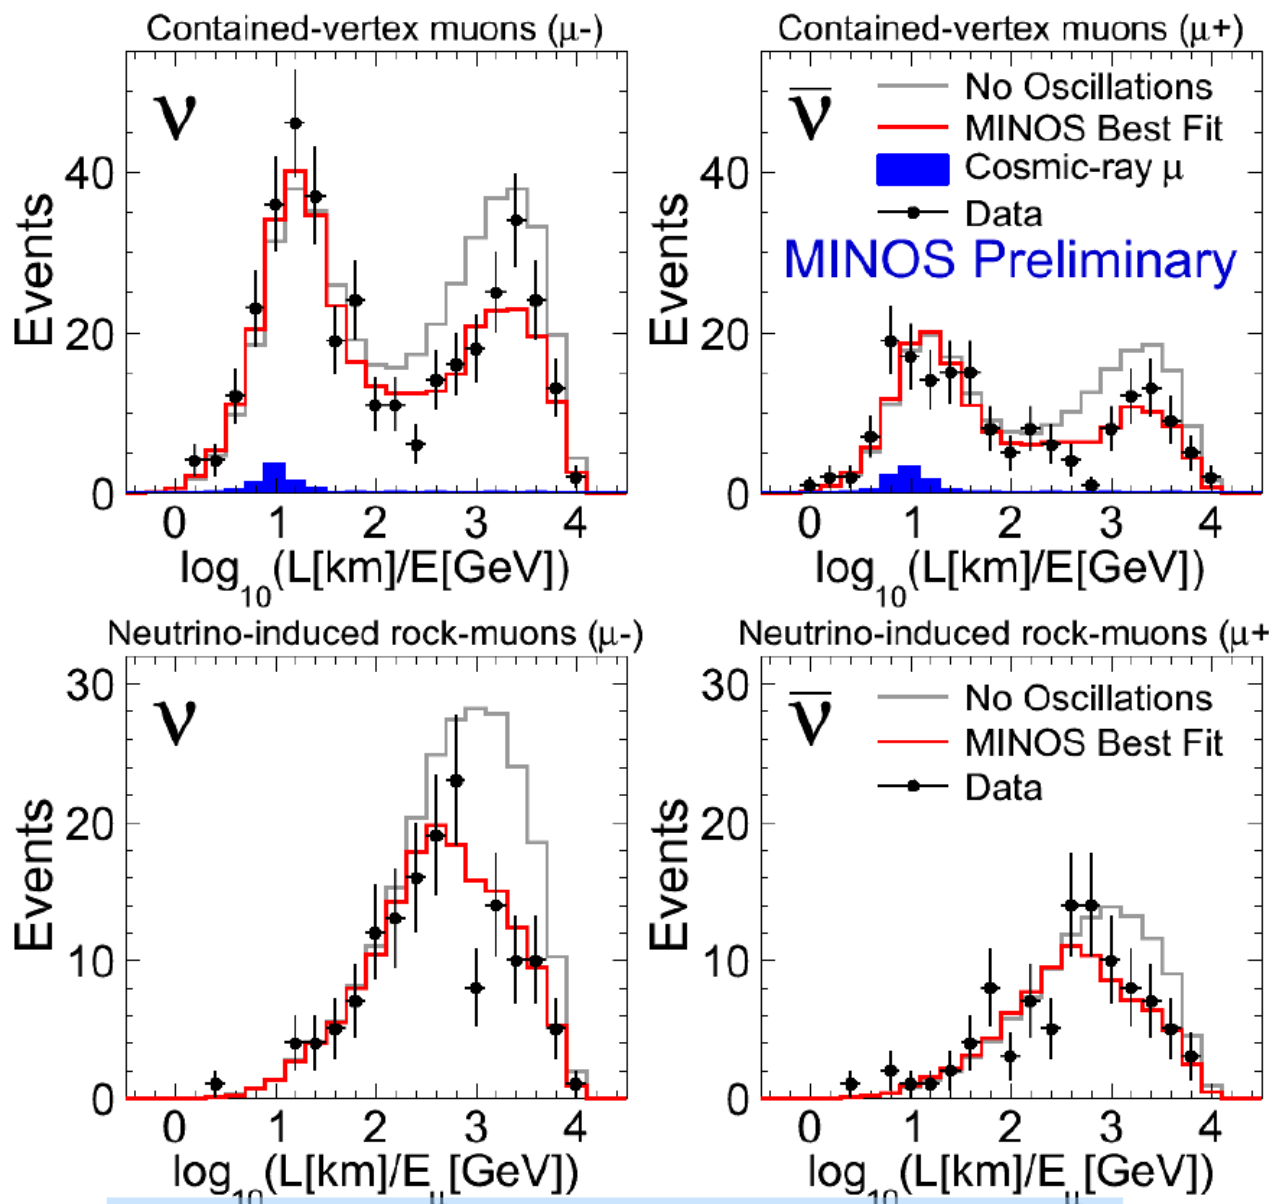 Contained-vertex muons (μ-)
ν
Events
40
20
0
0 1 2 3 4
log10(L[km]/E[GeV])
Contained-vertex muons (μ+)
ν̅
No Oscillations
MINOS Best Fit
Cosmic-ray μ
Data
MINOS Preliminary
Events
40
20
0
0 1 2 3 4
log10(L[km]/E[GeV])
Neutrino-induced rock-muons (μ-)
ν
Events
30
20
10
0
0 1 2 3 4
log10(L[km]/Eμ[GeV])
Neutrino-induced rock-muons (μ+
ν̅
No Oscillations
MINOS Best Fit
Data
Events
30
20
10
0
0 1 2 3 4
log10(L[km]/Eμ[GeV])